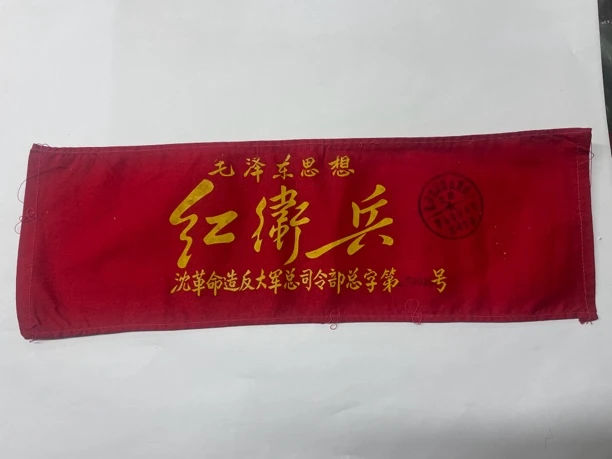 毛泽东思想
红衛兵
沈革命造反大军总司令部总字第 号